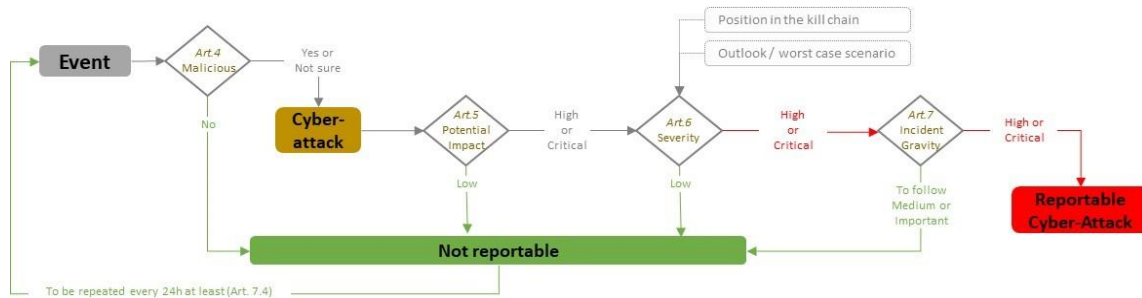 Position in the kill chain
Outlook / worst case scenario
Event
Art.4
Malicious
Yes or
Not sure
No
Cyber-
attack
Art.5
Potential
Impact
High
or
Critical
Low
Art.6
Severity
High
or
Critical
Low
Art.7
Incident
Gravity
High or
Critical
To follow
Medium or
Important
Reportable
Cyber-Attack
Not reportable
To be repeated every 24h at least (Art. 7.4)